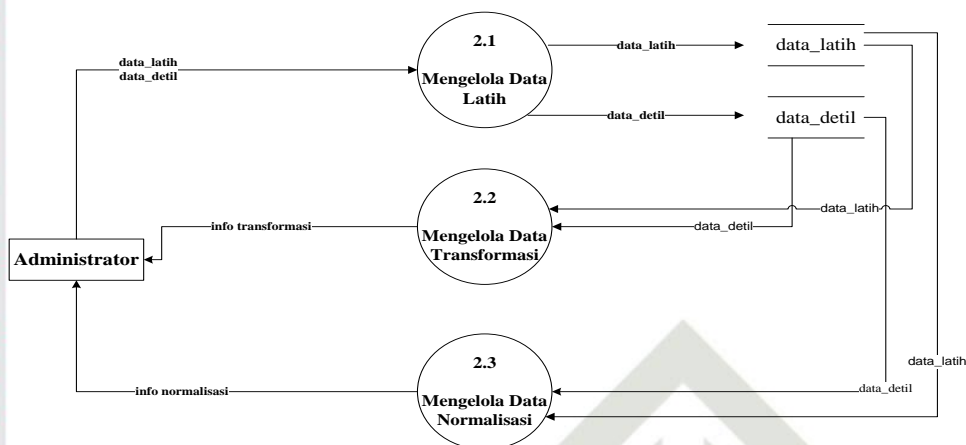 2.1
Mengelola Data
Latih
data_latih
data_detil
data_latih
data_latih
data_detil
data_detil
2.2
Mengelola Data
Transformasi
data_latih
data_detil
info transformasi
Administrator
2.3
Mengelola Data
Normalisasi
data_latih
data_detil
info normalisasi